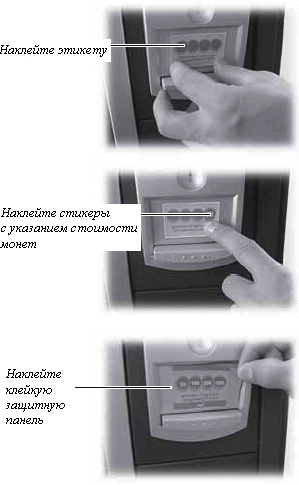 Наклейте этикету
Наклейте стикеры
с указанием стоимости
монет
Наклейте
клейкую
защитную
панель